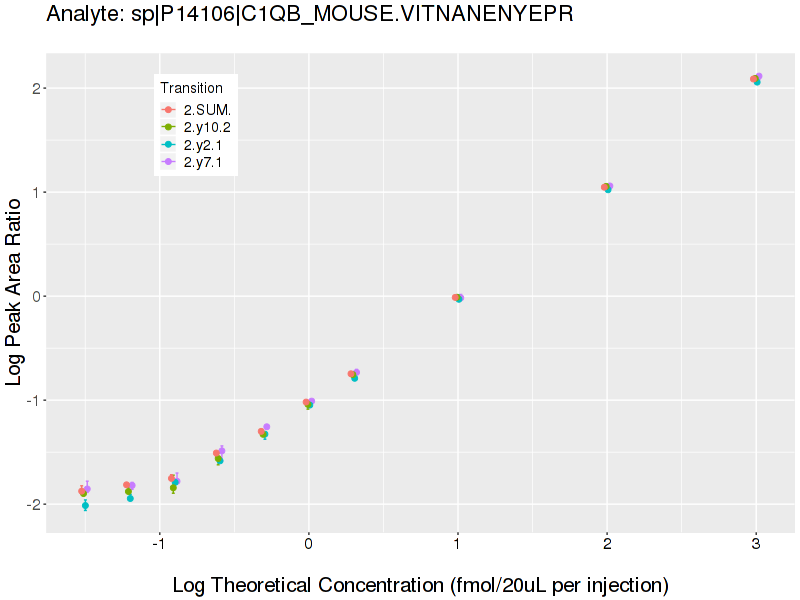 Analyte: sp|P14106|C1QB_MOUSE.VITNANENYEPR
Transition
2.SUM.
2.y10.2
2.y2.1
2.y7.1
Log Peak Area Ratio
2
1
0
-1
-2
-1
0
1
2
3
Log Theoretical Concentration (fmol/20uL per injection)